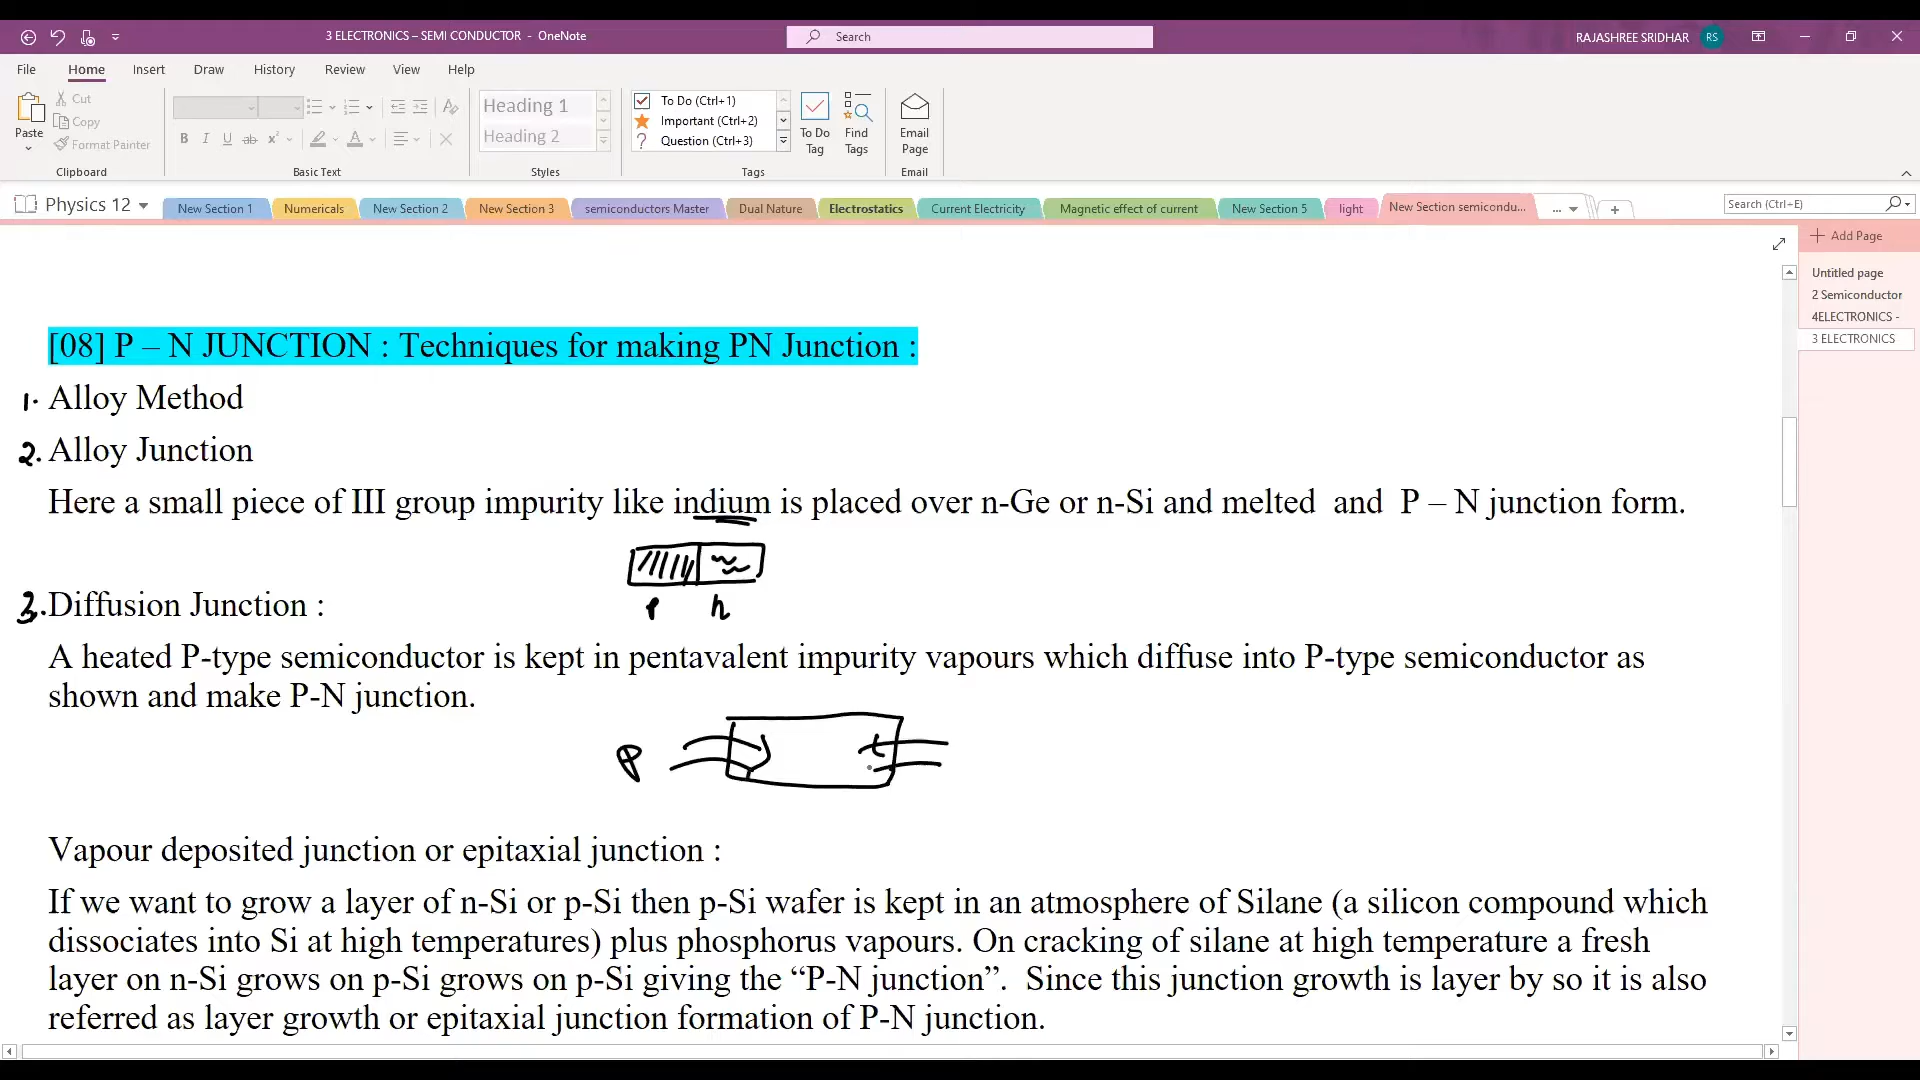 3 ELECTRONICS – SEMI CONDUCTOR - OneNote
Search
RAJASHREE SRIDHAR
RS
File Home Insert Draw History Review View Help
Paste
Cut
Copy
Format Painter
Clipboard
B I U ab x² A
Basic Text
Heading 1
Heading 2
Styles
To Do (Ctrl+1)
Important (Ctrl+2)
? Question (Ctrl+3)
To Do Tag
Find Tags
Tags
Email Page
Email
Physics 12
New Section 1 Numericals New Section 2 New Section 3 semiconductors Master Dual Nature Electrostatics Current Electricity Magnetic effect of current New Section 5 light New Section semicondu... ...
Search (Ctrl+E)
Add Page
Untitled page
2 Semiconductor
4ELECTRONICS -
3 ELECTRONICS
[08] P – N JUNCTION : Techniques for making PN Junction :
1. Alloy Method
2. Alloy Junction
Here a small piece of III group impurity like indium is placed over n-Ge or n-Si and melted and P – N junction form.
P n
3. Diffusion Junction :
A heated P-type semiconductor is kept in pentavalent impurity vapours which diffuse into P-type semiconductor as
shown and make P-N junction.
P
Vapour deposited junction or epitaxial junction :
If we want to grow a layer of n-Si or p-Si then p-Si wafer is kept in an atmosphere of Silane (a silicon compound which
dissociates into Si at high temperatures) plus phosphorus vapours. On cracking of silane at high temperature a fresh
layer on n-Si grows on p-Si grows on p-Si giving the “P-N junction”. Since this junction growth is layer by so it is also
referred as layer growth or epitaxial junction formation of P-N junction.